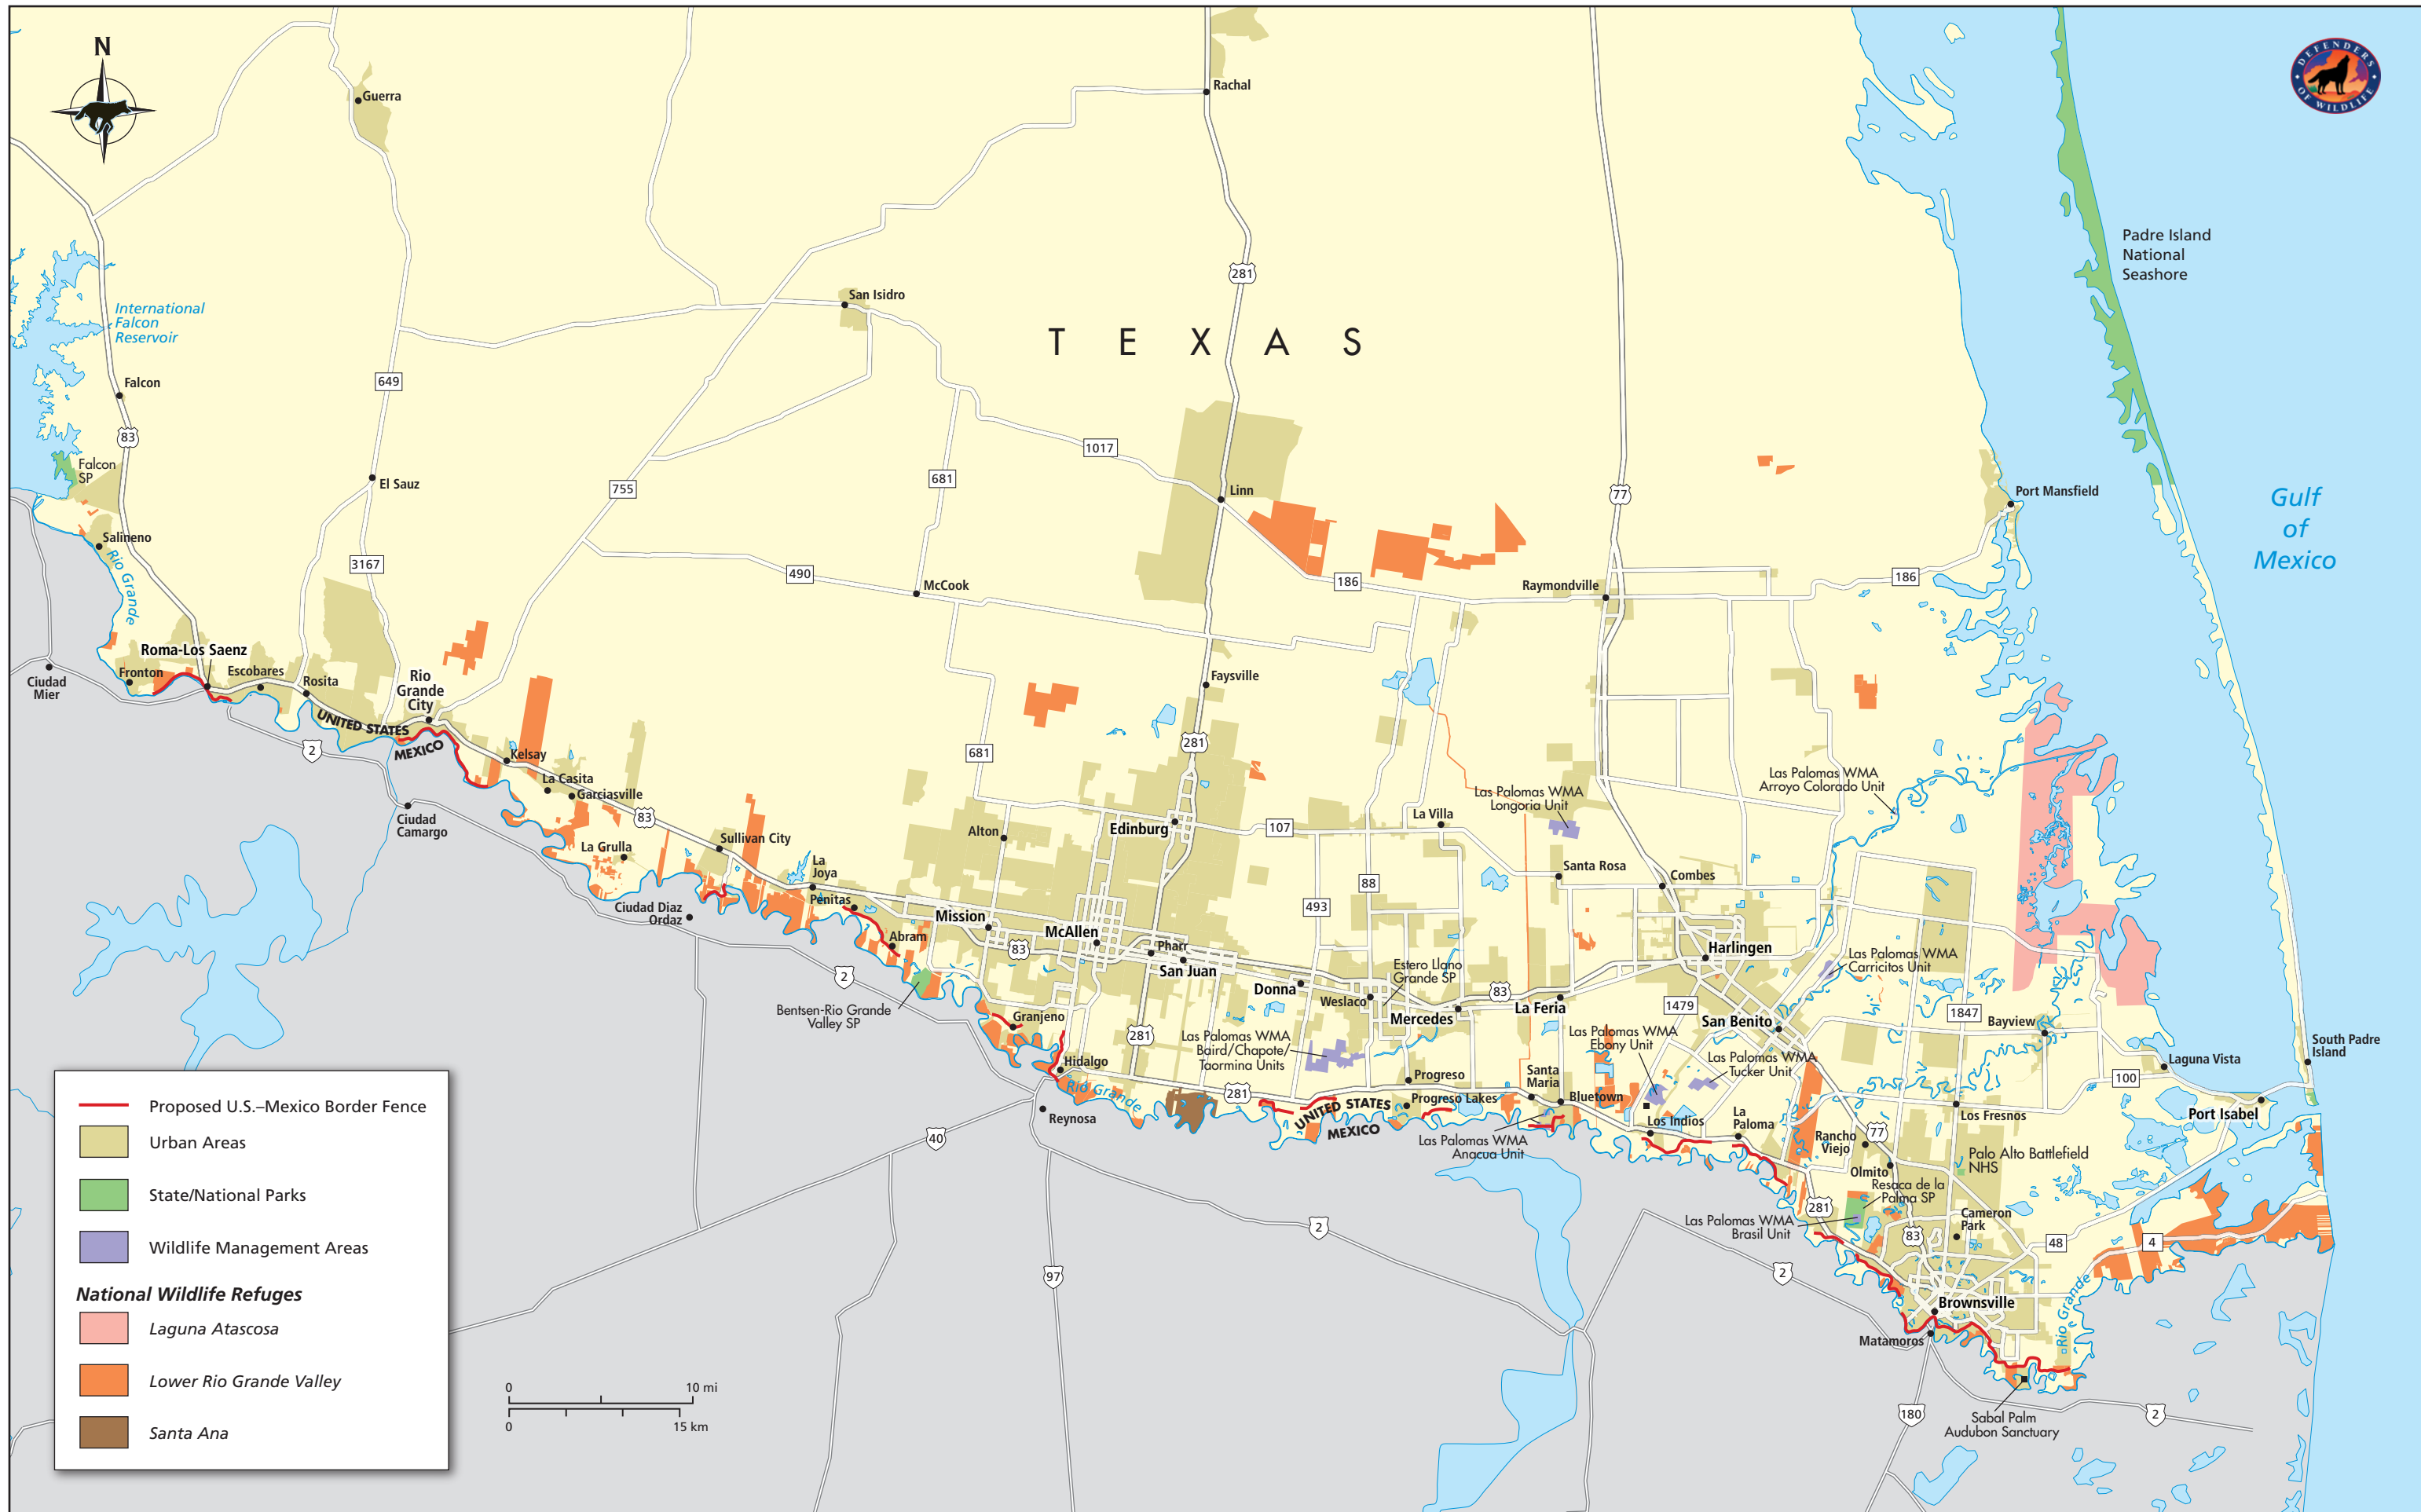 N
DEFENDERS
OF WILDLIFE
Guerra
Rachal
Padre Island
National
Seashore
281
San Isidro
International
Falcon
Reservoir
TEXAS
Falcon
649
83
1017
Falcon
SP
681
El Sauz
755
Linn
77
Port Mansfield
Gulf
of
Mexico
Salineno
Rio Grande
3167
490
McCook
186
Raymondville
186
Roma-Los Saenz
Fronton
Escobares
Rosita
Rio
Grande
City
Faysville
Ciudad
Mier
UNITED STATES
MEXICO
2
281
681
Kelsay
La Casita
Garciasville
Las Palomas WMA
Arroyo Colorado Unit
Las Palomas WMA
Longoria Unit
Ciudad
Camargo
83
La Villa
Alton
Edinburg
107
La Grulla
Sullivan City
La
Joya
Santa Rosa
Combes
88
493
Penitas
Ciudad Diaz
Ordaz
Mission
McAllen
Abram
83
Pharr
San Juan
Harlingen
Las Palomas WMA
Carricitos Unit
Estero Llano
Grande SP
2
Donna
Weslaco
Mercedes
83
La Feria
1479
San Benito
1847
Bayview
Bentsen-Rio Grande
Valley SP
Granjeno
281
Las Palomas WMA
Baird/Chapote/
Taormina Units
Las Palomas WMA
Ebony Unit
Las Palomas WMA
Tucker Unit
South Padre
Island
Laguna Vista
Hidalgo
Rio Grande
281
Progreso
Santa
Maria
Bluetown
100
Progreso Lakes
UNITED STATES
MEXICO
Los Indios
La
Paloma
Los Fresnos
Port Isabel
Reynosa
40
Las Palomas WMA
Anacua Unit
Rancho
Viejo
77
Olmito
Palo Alto Battlefield
NHS
Resaca de la
Palma SP
281
Las Palomas WMA
Brasil Unit
Cameron
Park
83
48
4
2
97
2
Rio Grande
Brownsville
Matamoros
180
2
Sabal Palm
Audubon Sanctuary
Proposed U.S.–Mexico Border Fence
Urban Areas
State/National Parks
Wildlife Management Areas
National Wildlife Refuges
Laguna Atascosa
Lower Rio Grande Valley
Santa Ana
0 10 mi
0 15 km